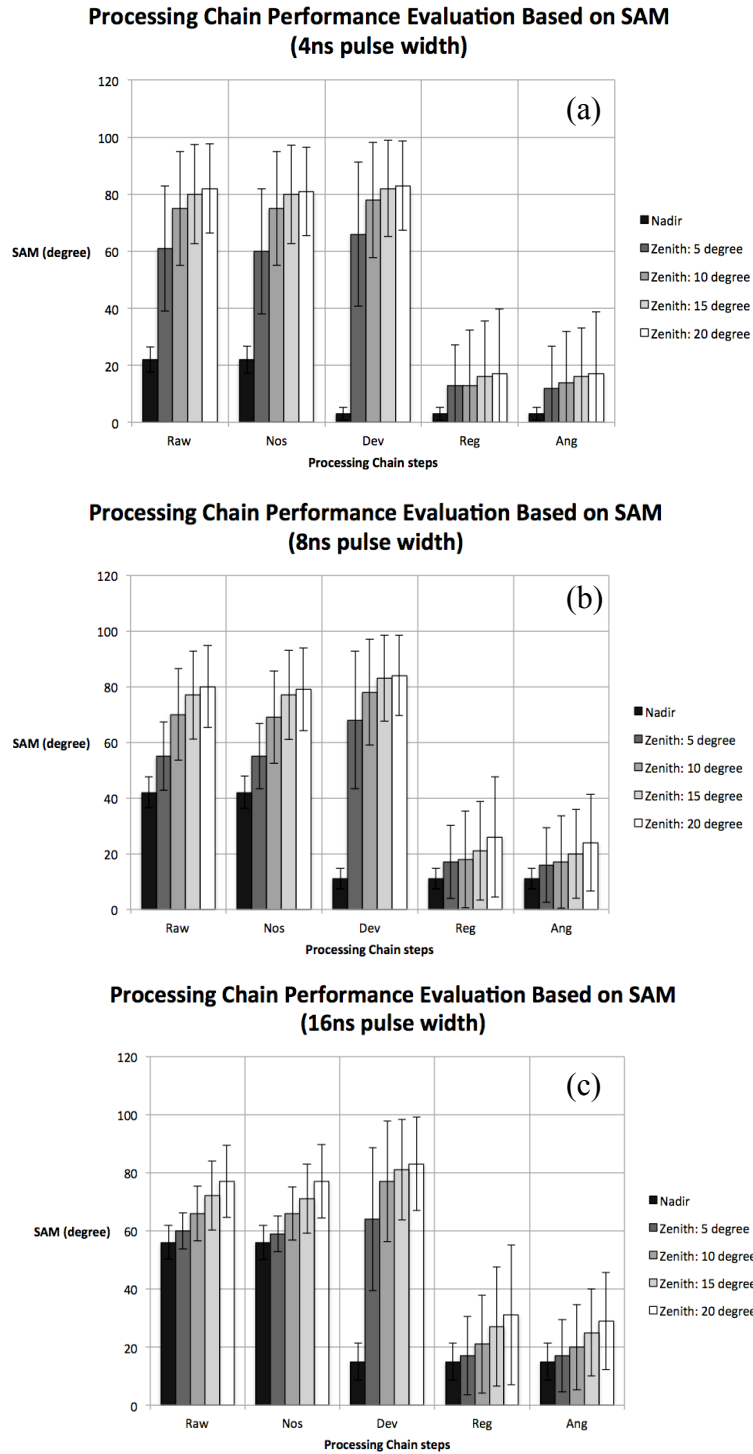 Processing Chain Performance Evaluation Based on SAM
(4ns pulse width)
(a)
120
100
80
60
40
20
0
SAM (degree)
Raw
Nos
Dev
Reg
Ang
Processing Chain steps
Nadir
Zenith: 5 degree
Zenith: 10 degree
Zenith: 15 degree
Zenith: 20 degree
Processing Chain Performance Evaluation Based on SAM
(8ns pulse width)
(b)
120
100
80
60
40
20
0
SAM (degree)
Raw
Nos
Dev
Reg
Ang
Processing Chain steps
Nadir
Zenith: 5 degree
Zenith: 10 degree
Zenith: 15 degree
Zenith: 20 degree
Processing Chain Performance Evaluation Based on SAM
(16ns pulse width)
(c)
120
100
80
60
40
20
0
SAM (degree)
Raw
Nos
Dev
Reg
Ang
Processing Chain steps
Nadir
Zenith: 5 degree
Zenith: 10 degree
Zenith: 15 degree
Zenith: 20 degree